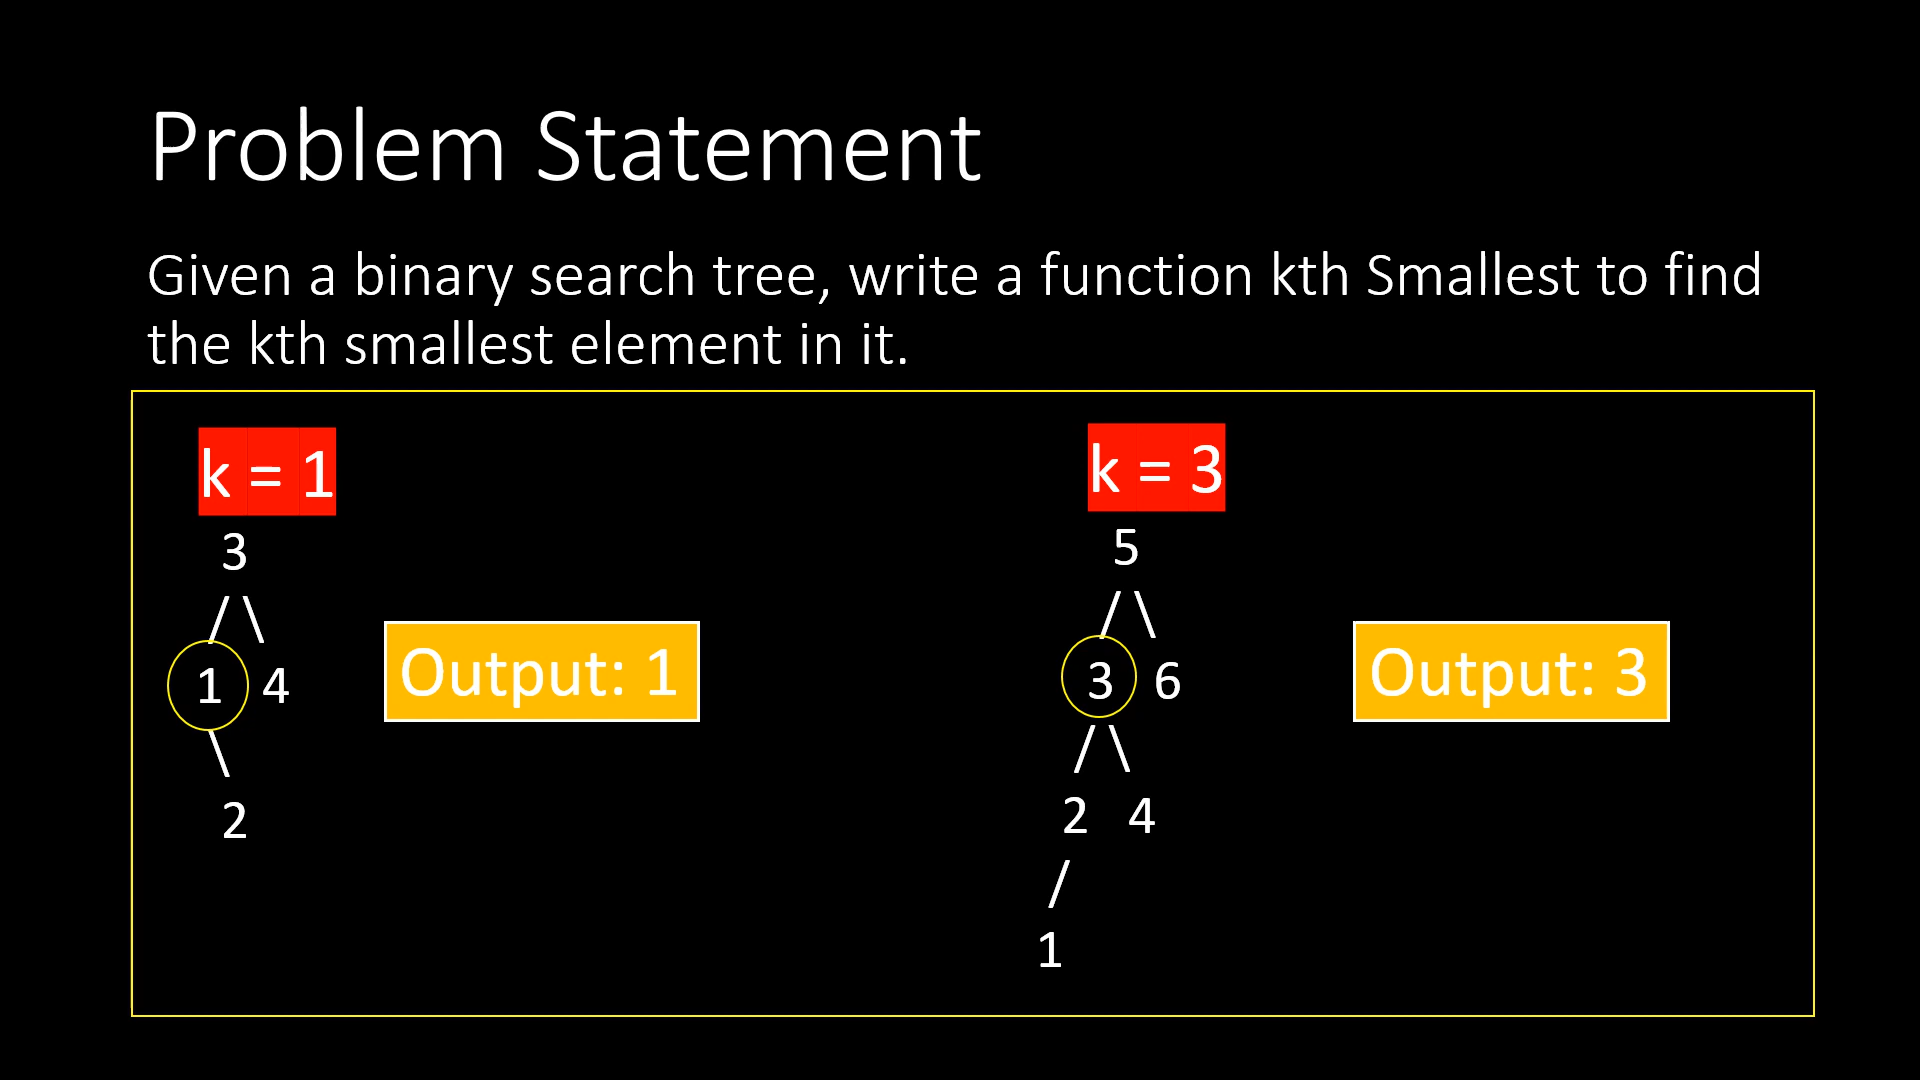 Problem Statement
Given a binary search tree, write a function kth Smallest to find
the kth smallest element in it.
k = 1
3
/ \
1 4
\
2
Output: 1
k = 3
5
/ \
3 6
/ \
2 4
/
1
Output: 3